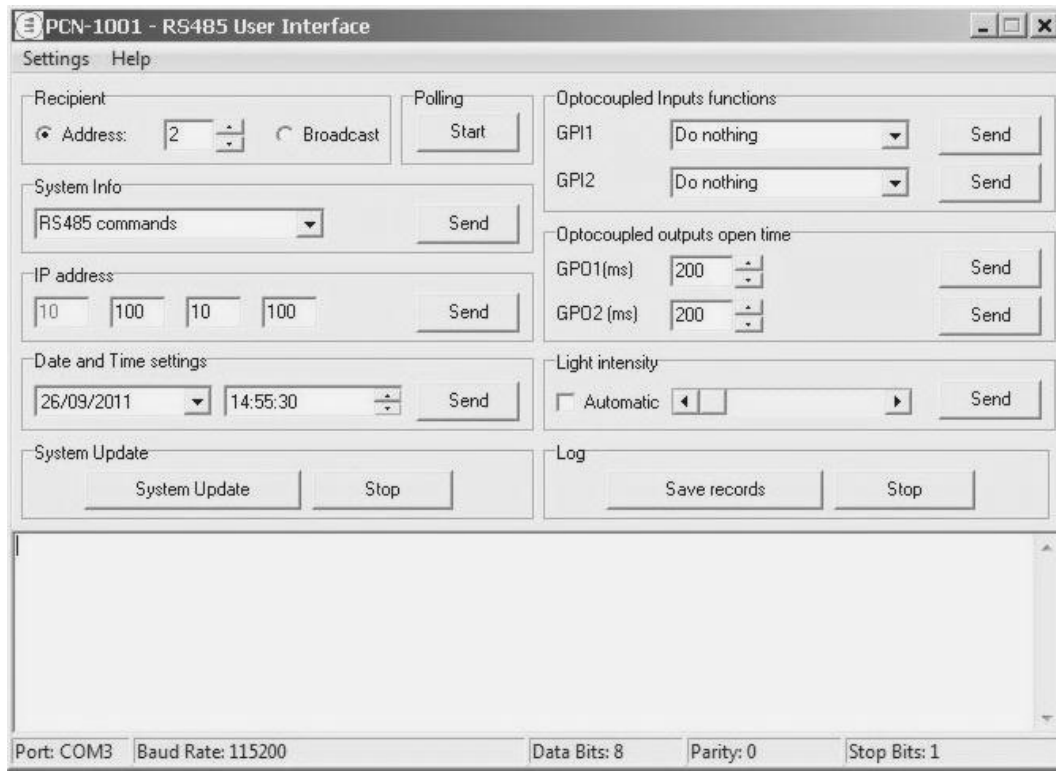 PCN-1001 - RS485 User Interface
Settings Help
Recipient
Address: 2 Broadcast
Polling
Start
System Info
RS485 commands Send
IP address
10 100 10 100 Send
Date and Time settings
26/09/2011 14:55:30 Send
System Update
System Update Stop
Optocoupled Inputs functions
GPI1 Do nothing Send
GPI2 Do nothing Send
Optocoupled outputs open time
GPO1(ms) 200 Send
GPO2 (ms) 200 Send
Light intensity
Automatic Send
Log
Save records Stop
Port: COM3 Baud Rate: 115200 Data Bits: 8 Parity: 0 Stop Bits: 1